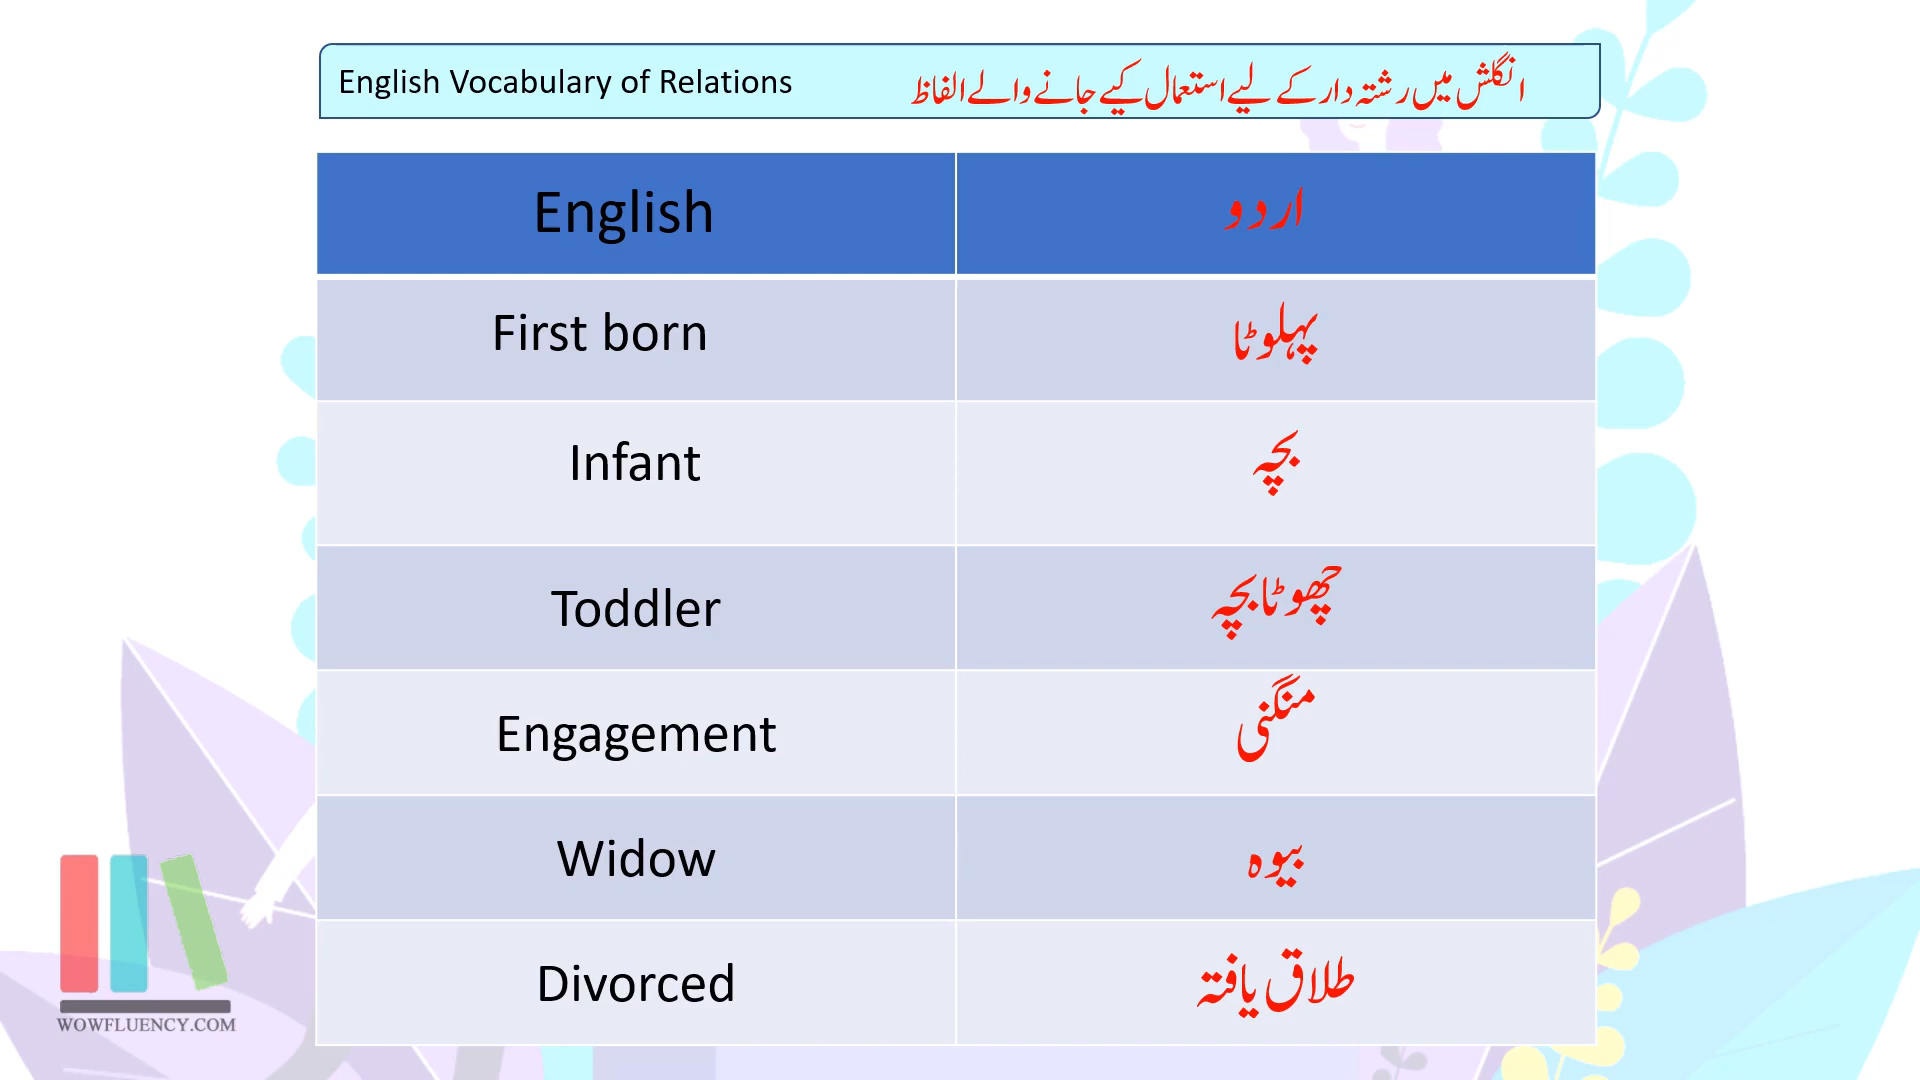 English Vocabulary of Relations انگلش میں رشتہ دار کے لیے استعمال کیے جانے والے الفاظ
English اردو
First born پہلوٹا
Infant بچہ
Toddler چھوٹا بچہ
Engagement منگنی
Widow بیوہ
Divorced طلاق یافتہ
WOWFLUENCY.COM